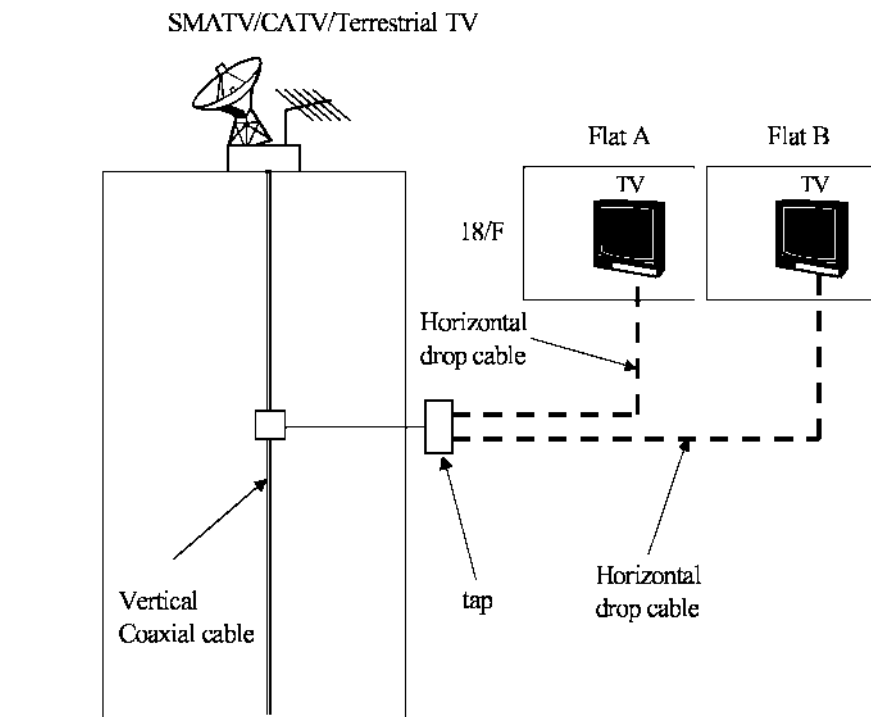 SMATV/CATV/Terrestrial TV
Flat A
Flat B
TV
TV
18/F
Horizontal
drop cable
Vertical
Coaxial cable
tap
Horizontal
drop cable